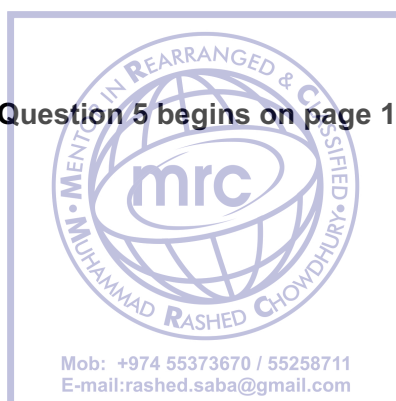 Question 5 begins on page 1
MENTOR IN REARRANGED & CLASSIFIED
mrc
• MUHAMMAD RASHED CHOWDHURY •
Mob: +974 55373670 / 55258711
E-mail:rashed.saba@gmail.com